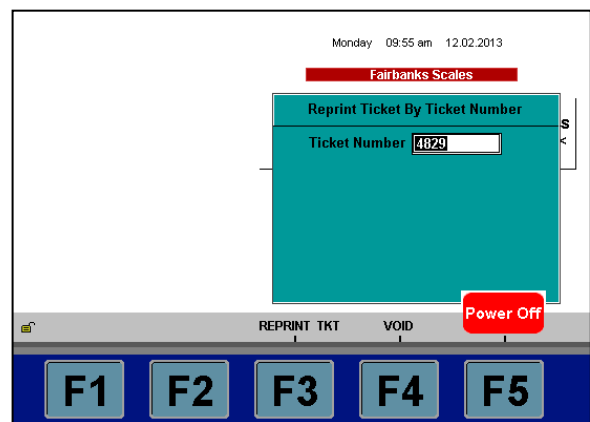 Monday 09:55 am 12.02.2013
Fairbanks Scales
Reprint Ticket By Ticket Number
S
Ticket Number 4829
<
Power Off
REPRINT TKT VOID
F1 F2 F3 F4 F5